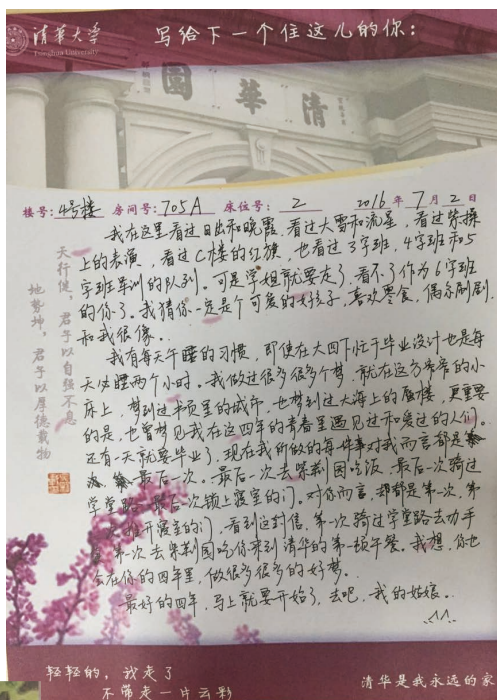 清华大学
Tsinghua University
写给下一个住这儿的你:
清华园
楼号:4号楼 房间号:705A 床位号:2 2016年7月2日
我在这里看过日出和晚霞,看过大雪和流星,看过紫操
上的表演,看过C楼的红旗,也看过3字班,4字班和5
字班军训的队列。可是学姐就要走了,看不了作为6字班
的你了。我猜你一定是个可爱的好孩子,喜欢零食,偶尔刷剧,
和我很像。
我有每天午睡的习惯,即使在大四下忙于毕业设计也是每
天炫睡两个小时。我做过很多很多个梦,就在这方窄窄的小
床上,梦到过书页里的城市,也梦到过大海上的蜃楼,更重要
的是,也曾梦见我在这四年的青春里遇见过和爱过的人们。
还有一天就要毕业了,现在我所做的每一件事对我而言都是
最后一次。最后一次去紫荆园吃饭,最后一次骑过
学堂路,最后一次锁上寝室的门。对你而言,却都是第一次,第
一次推开寝室的门,看到这封信,第一次骑过学堂路去功手
第一次去紫荆园吃你来到清华的第一顿午餐。我想,你也
会在你的四年里,做很多很多的好梦。
最好的四年,马上就要开始了,去吧,我的姑娘。
天行健,君子以自强不息
地势坤,君子以厚德载物
轻轻的,我走了
不带走一片云彩
清华是我永远的家